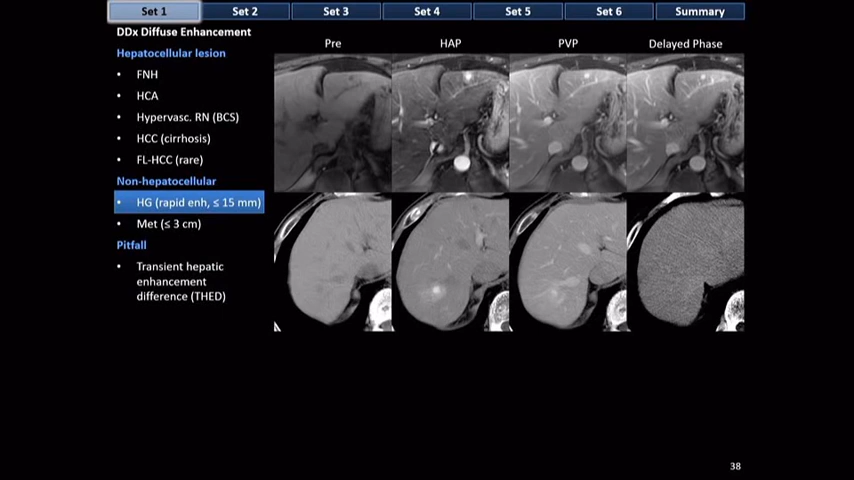 Set 1 Set 2 Set 3 Set 4 Set 5 Set 6 Summary
DDx Diffuse Enhancement
Pre HAP PVP Delayed Phase
Hepatocellular lesion
• FNH
• HCA
• Hypervasc. RN (BCS)
• HCC (cirrhosis)
• FL-HCC (rare)
Non-hepatocellular
• HG (rapid enh, ≤ 15 mm)
• Met (≤ 3 cm)
Pitfall
• Transient hepatic
enhancement
difference (THED)
38